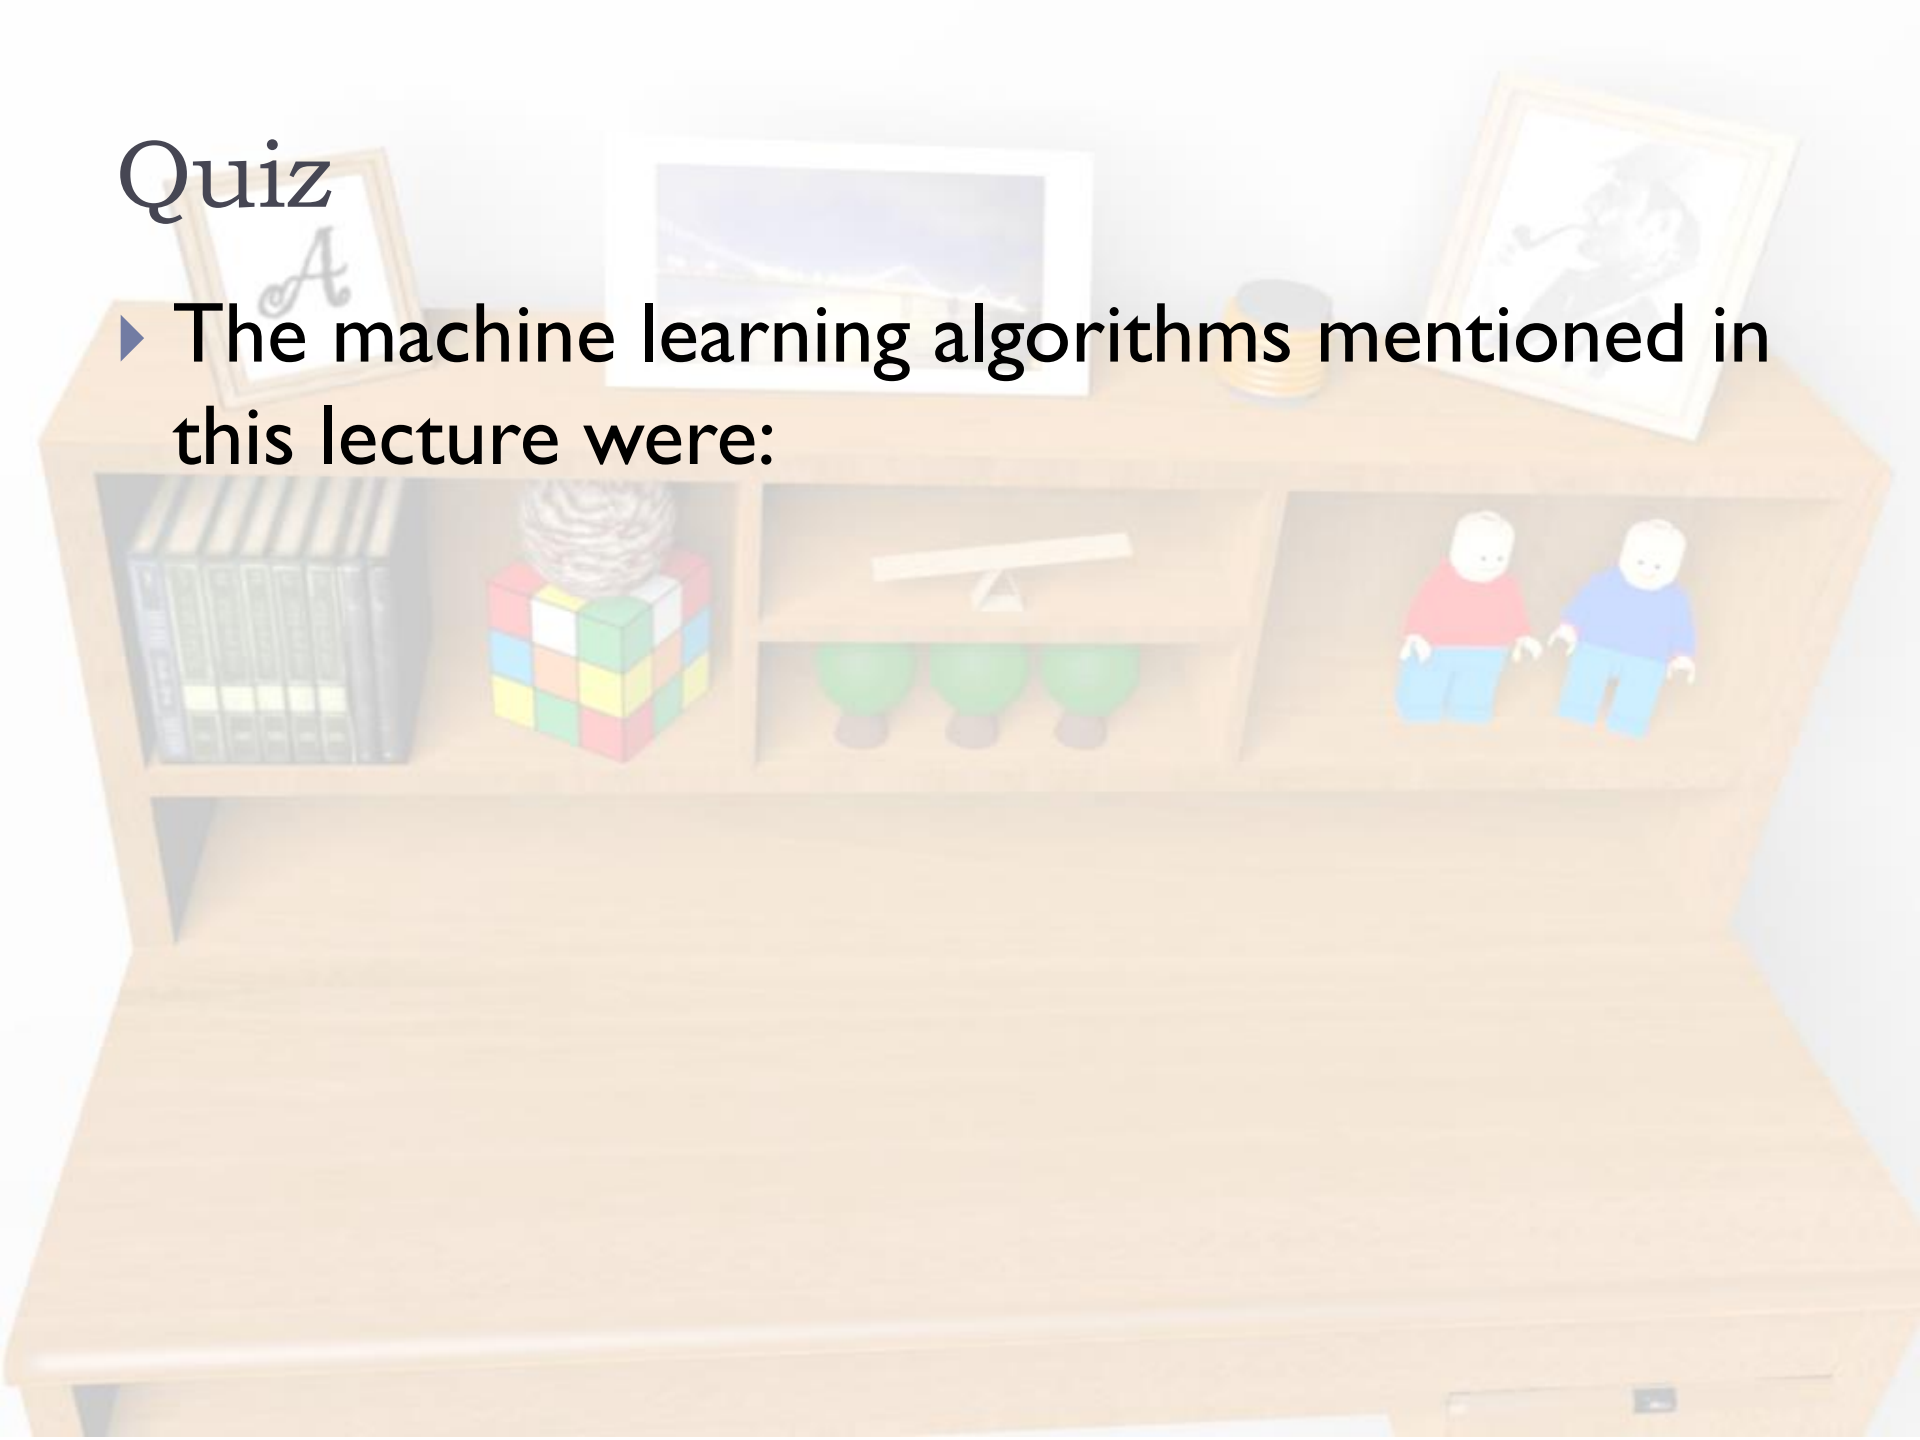 Quiz
A
The machine learning algorithms mentioned in
this lecture were: